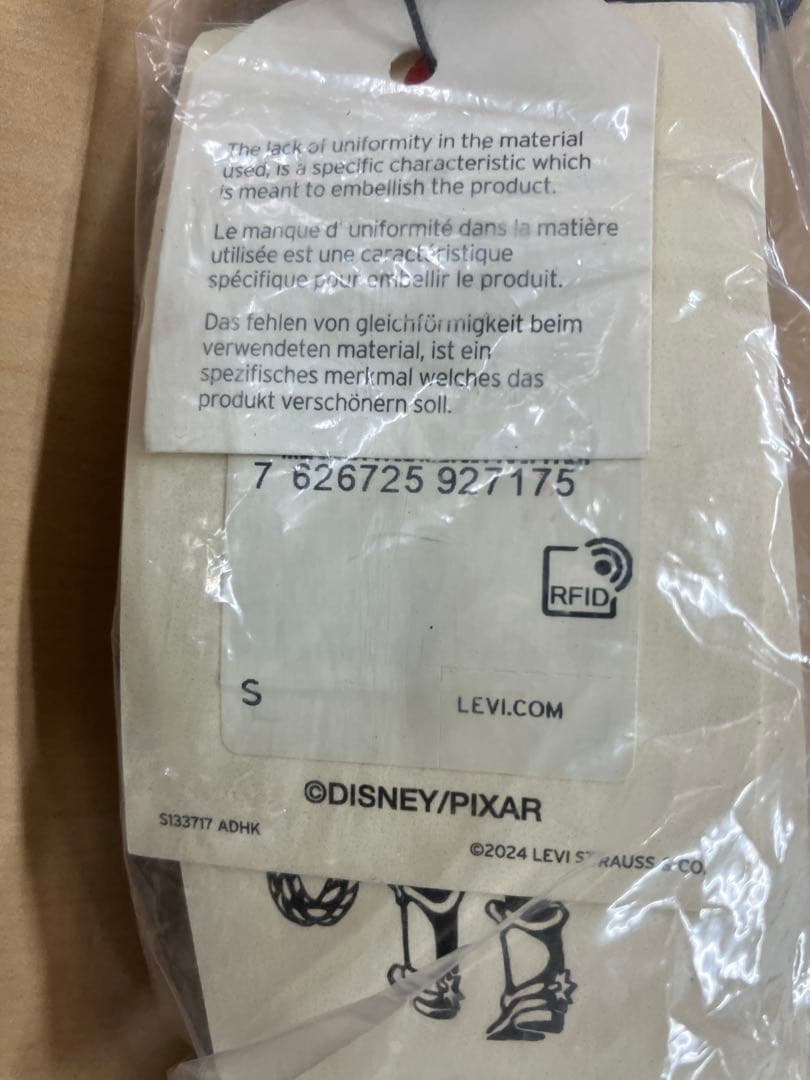 The lack of uniformity in the material
used, is a specific characteristic which
is meant to embellish the product.
Le manque d' uniformité dans la matière
utilisée est une caractéristique
spécifique pour embellir le produit.
Das fehlen von gleichförmigkeit beim
verwendeten material, ist ein
spezifisches merkmal welches das
produkt verschönern soll.
7 626725 927175
RFID
S
LEVI.COM
©DISNEY/PIXAR
S133717 ADHK
©2024 LEVI STRAUSS & CO.